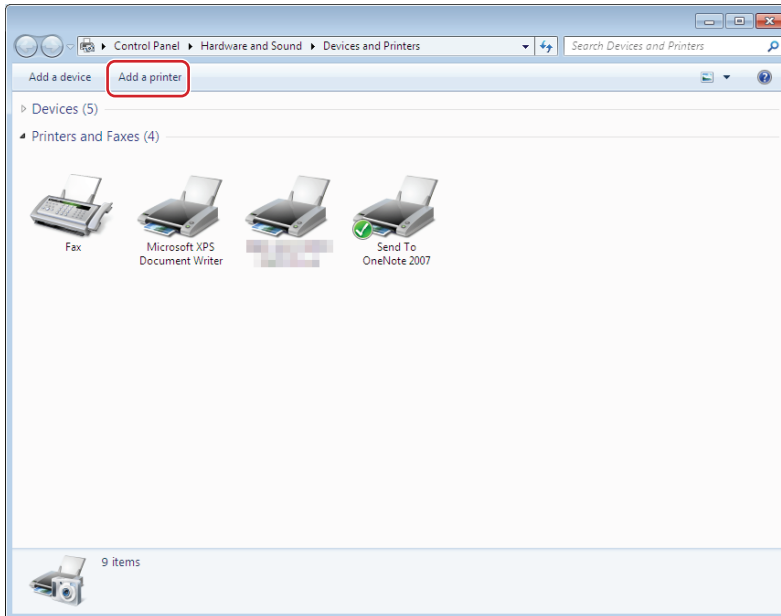 Control Panel Hardware and Sound Devices and Printers Search Devices and Printers
Add a device Add a printer
Devices (5)
Printers and Faxes (4)
Fax
Microsoft XPS
Document Writer
Send To
OneNote 2007
9 items